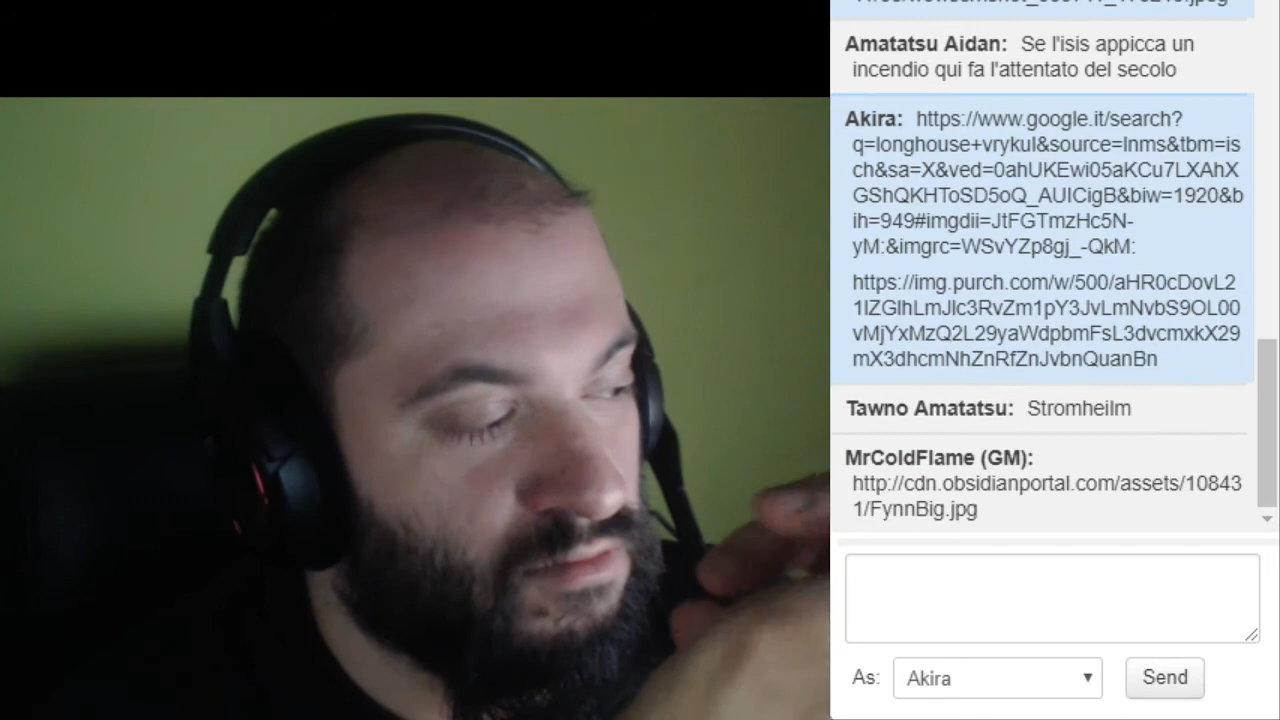 Amatatsu Aidan: Se l'isis appicca un
incendio qui fa l'attentato del secolo
Akira: https://www.google.it/search?
q=longhouse+vrykul&source=lnms&tbm=is
ch&sa=X&ved=0ahUKEwi05aKCu7LXAhX
GShQKHToSD5oQ_AUICigB&biw=1920&b
ih=949#imgdii=JtFGTmzHc5N-
yM:&imgrc=WSvYZp8gj_-QkM:
https://img.purch.com/w/500/aHR0cDovL2
1lZGlhLmJlc3RvZm1pY3JvLmNvbS9OL00
vMjYxMzQ2L29yaWdpbmFsL3dvcmxkX29
mX3dhcmNhZnRfZnJvbnQuanBn
Tawno Amatatsu: Stromheilm
MrColdFlame (GM):
http://cdn.obsidianportal.com/assets/10843
1/FynnBig.jpg
As: Akira Send